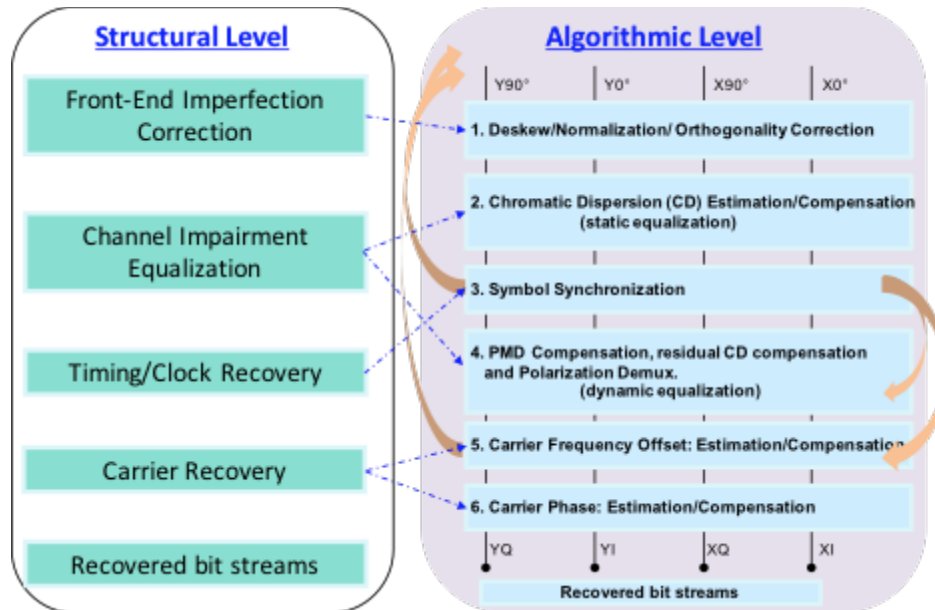 Structural Level
Front-End Imperfection
Correction
Channel Impairment
Equalization
Timing/Clock Recovery
Carrier Recovery
Recovered bit streams
Algorithmic Level
Y90° Y0° X90° X0°
1. Deskew/Normalization/ Orthogonality Correction
2. Chromatic Dispersion (CD) Estimation/Compensation
(static equalization)
3. Symbol Synchronization
4. PMD Compensation, residual CD compensation
and Polarization Demux.
(dynamic equalization)
5. Carrier Frequency Offset: Estimation/Compensation
6. Carrier Phase: Estimation/Compensation
YQ YI XQ XI
Recovered bit streams